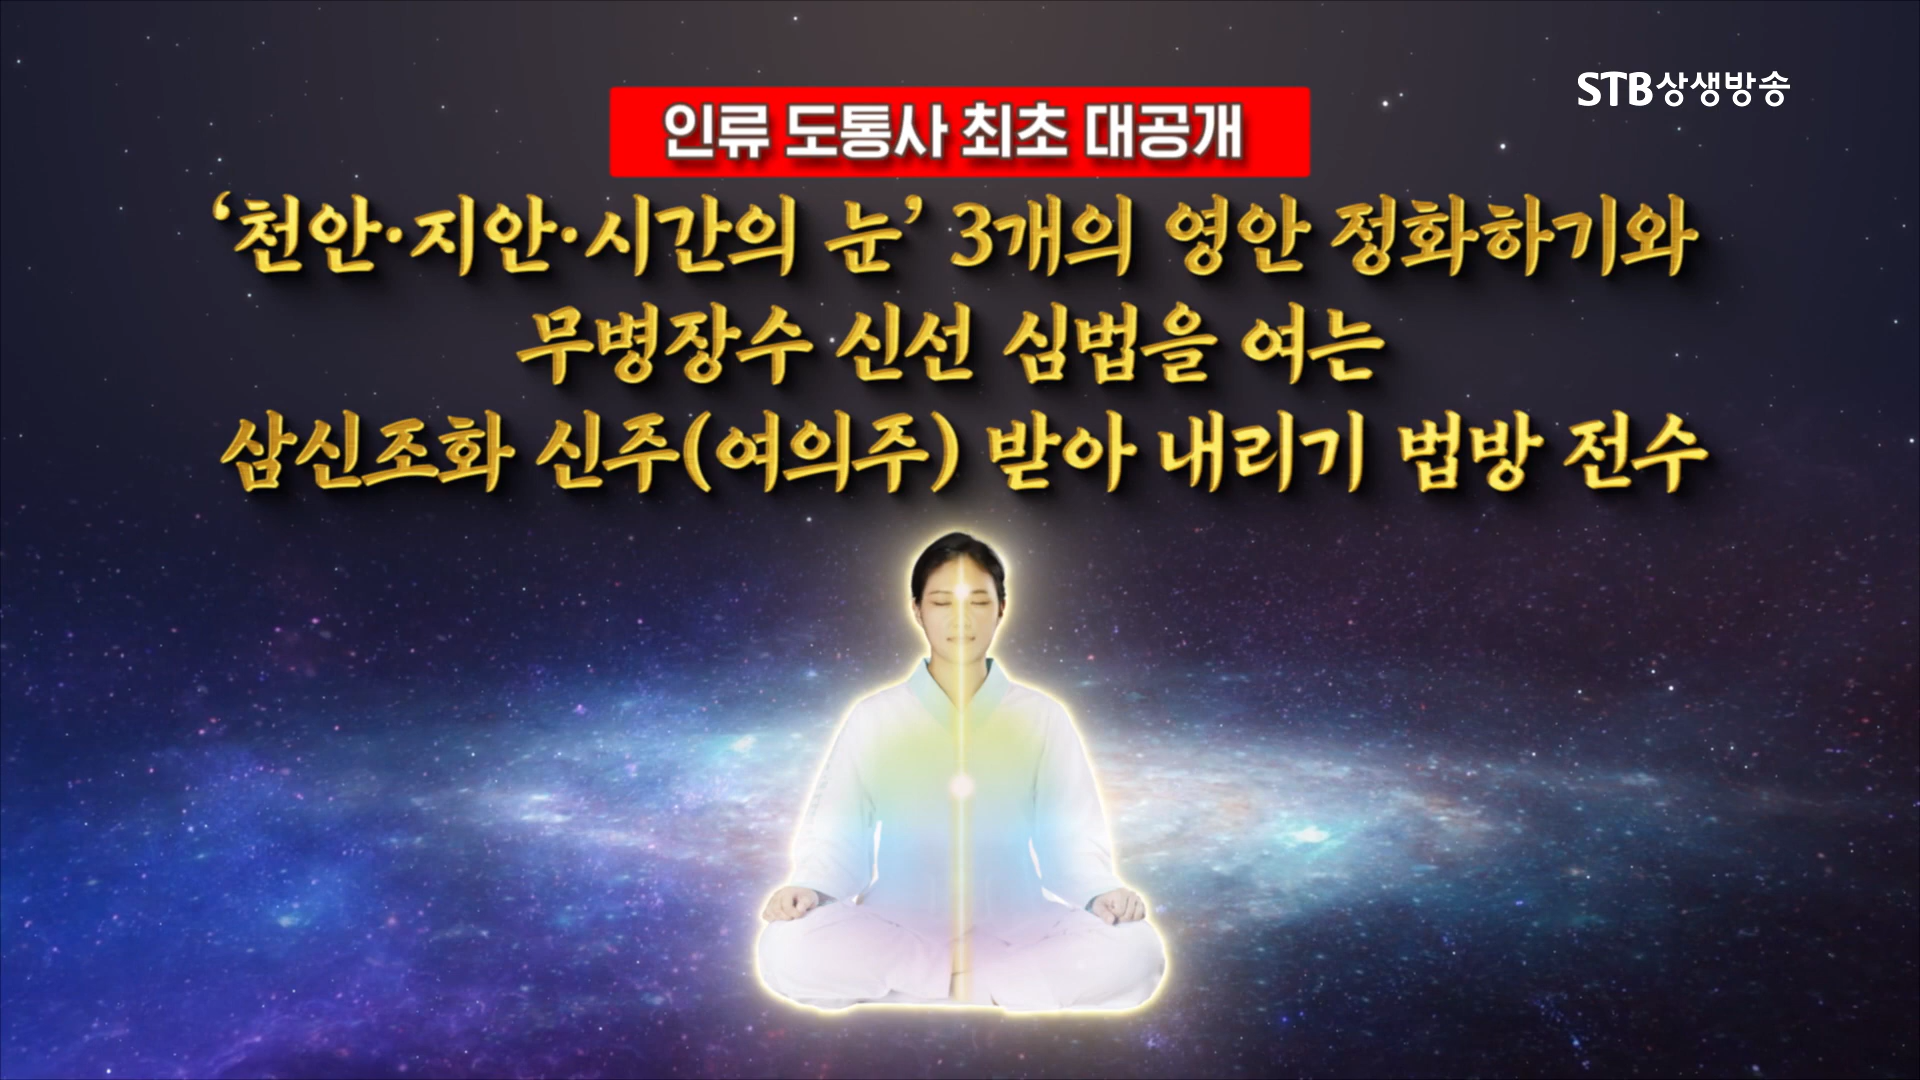 STB상생방송
인류 도통사 최초 대공개
‘천안·지안·시간의 눈’ 3개의 영안 정화하기와
무병장수 신선 심법을 여는
삼신조화 신주(여의주) 받아 내리기 법방 전수